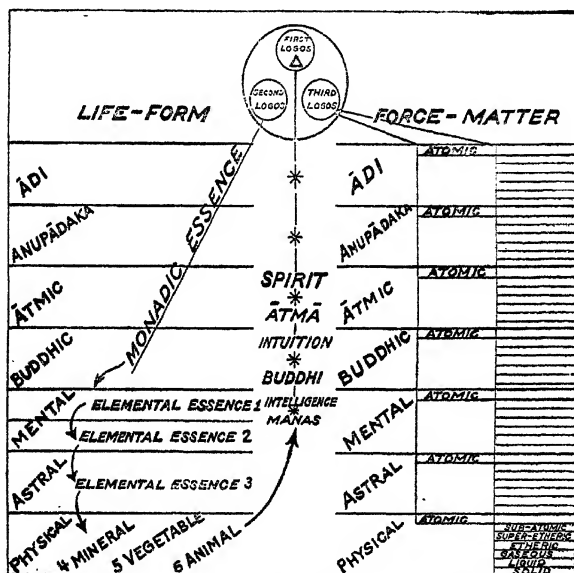 FIRST
LOGOS
SECOND
LOGOS
THIRD
LOGOS
LIFE-FORM
FORCE-MATTER
ĀDI
ANUPĀDAKA
ĀTMIC
BUDDHIC
MENTAL
ASTRAL
PHYSICAL
MONADIC ESSENCE
ELEMENTAL ESSENCE 1
ELEMENTAL ESSENCE 2
ELEMENTAL ESSENCE 3
4 MINERAL
5 VEGETABLE
6 ANIMAL
SPIRIT
ĀTMĀ
INTUITION
BUDDHI
INTELLIGENCE
MANAS
ĀDI
ANUPĀDAKA
ĀTMIC
BUDDHIC
MENTAL
ASTRAL
PHYSICAL
ATOMIC
ATOMIC
ATOMIC
ATOMIC
ATOMIC
ATOMIC
ATOMIC
SUB-ATOMIC
SUPER-ETHERIC
ETHERIC
GASEOUS
LIQUID
SOLID